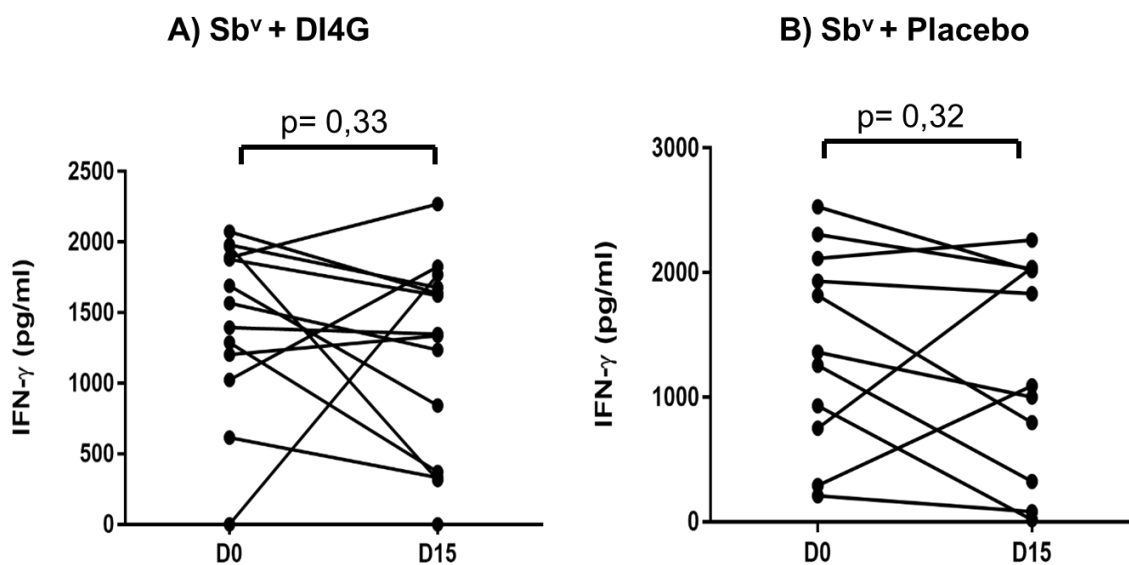 A) Sbᵛ + DI4G
p= 0,33
IFN-γ (pg/ml)
2500
2000
1500
1000
500
0
D0 D15
B) Sbᵛ + Placebo
p= 0,32
IFN-γ (pg/ml)
3000
2000
1000
0
D0 D15